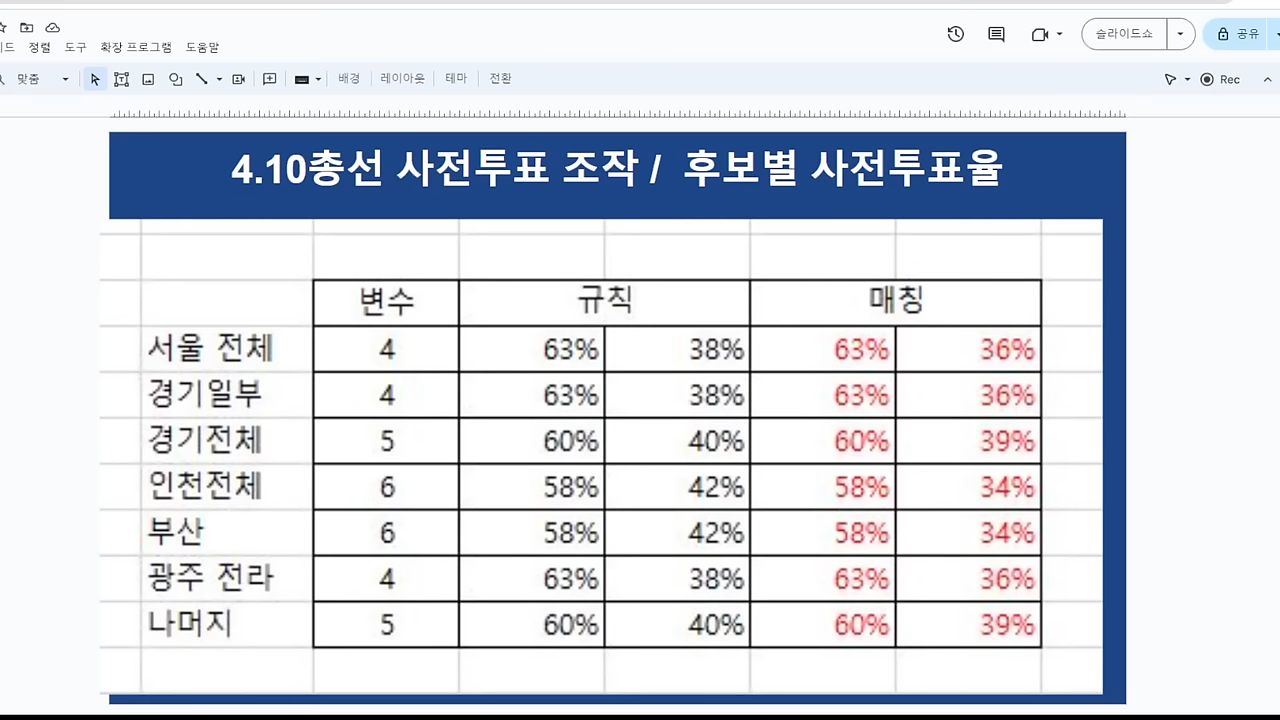 정렬 도구 확장 프로그램 도움말
슬라이드쇼
공유
맞춤
배경 레이아웃 테마 전환
Rec
4.10총선 사전투표 조작 / 후보별 사전투표율
변수 규칙 매칭
서울 전체 4 63% 38% 63% 36%
경기일부 4 63% 38% 63% 36%
경기전체 5 60% 40% 60% 39%
인천전체 6 58% 42% 58% 34%
부산 6 58% 42% 58% 34%
광주 전라 4 63% 38% 63% 36%
나머지 5 60% 40% 60% 39%